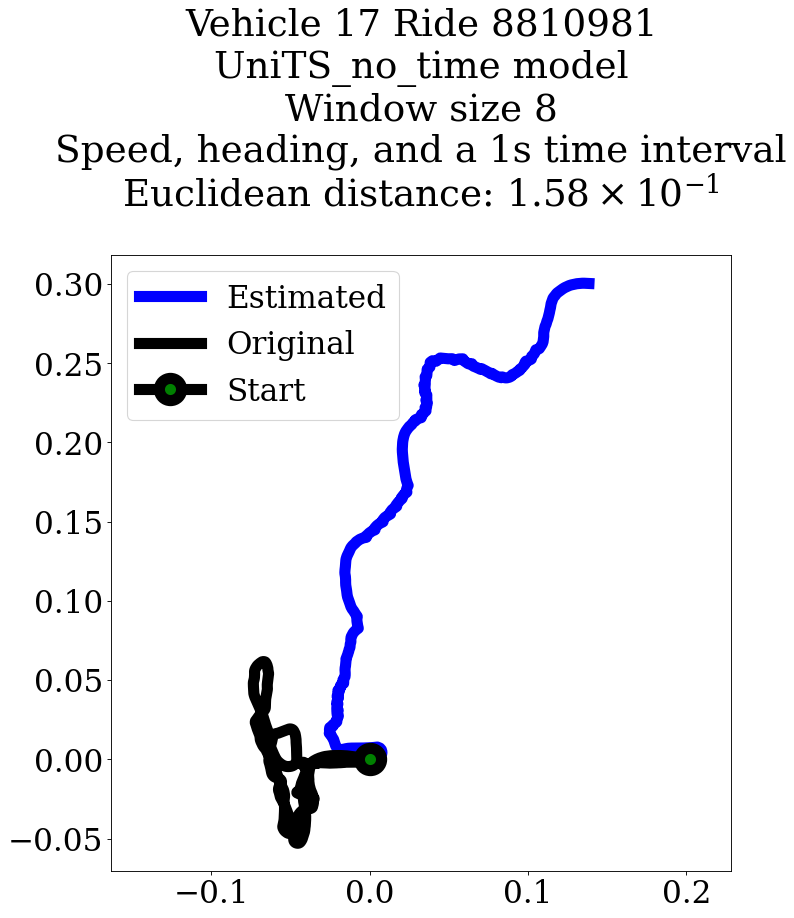 Vehicle 17 Ride 8810981
UniTS_no_time model
Window size 8
Speed, heading, and a 1s time interval
Euclidean distance: 1.58 × 10⁻¹
Estimated
Original
Start
0.30
0.25
0.20
0.15
0.10
0.05
0.00
−0.05
−0.1
0.0
0.1
0.2